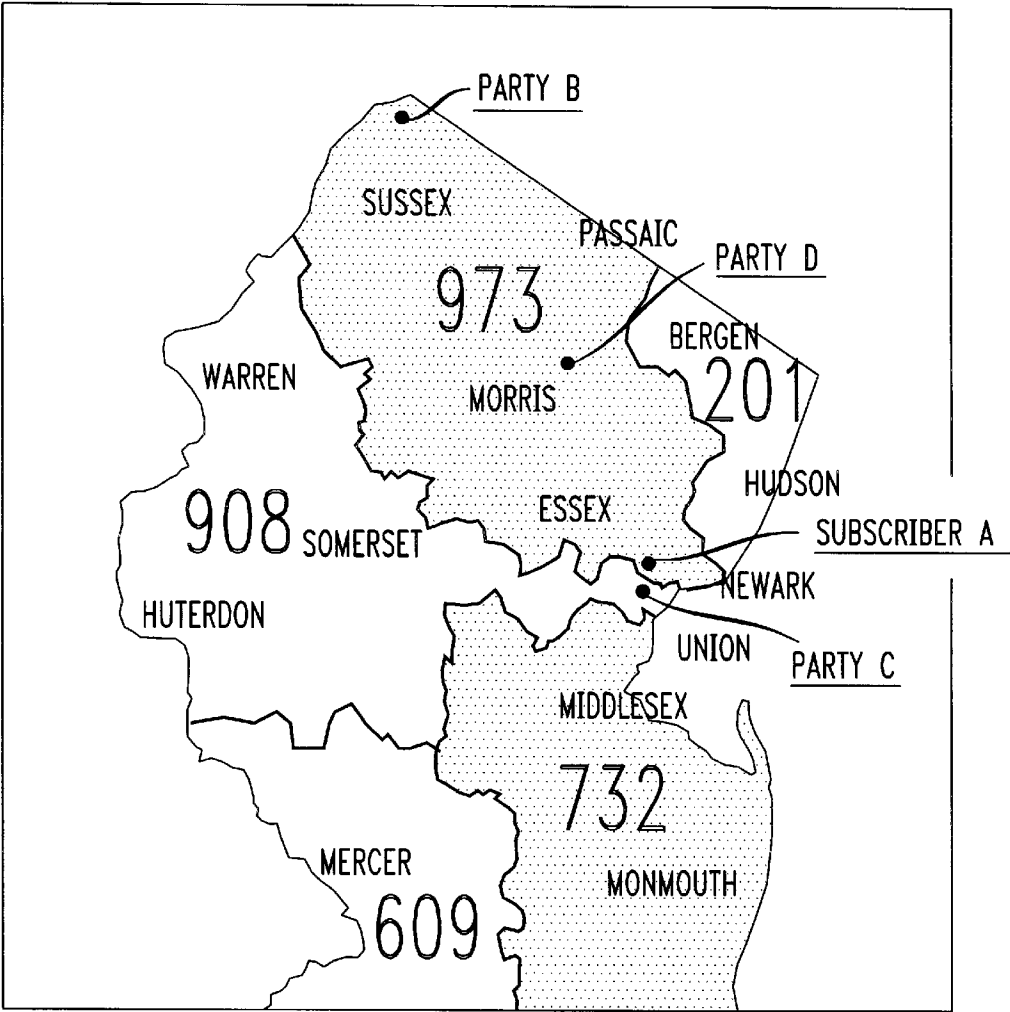 PARTY B
SUSSEX
PASSAIC
PARTY D
973
BERGEN
201
WARREN
MORRIS
HUDSON
908
SOMERSET
ESSEX
SUBSCRIBER A
NEWARK
HUTERDON
UNION
PARTY C
MIDDLESEX
732
MERCER
MONMOUTH
609